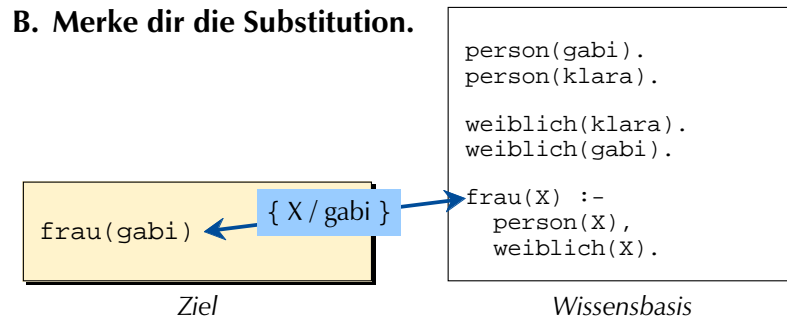 B. Merke dir die Substitution.
person(gabi).
person(klara).
weiblich(klara).
weiblich(gabi).
frau(X) :-
person(X),
weiblich(X).
{ X / gabi }
frau(gabi)
Ziel
Wissensbasis